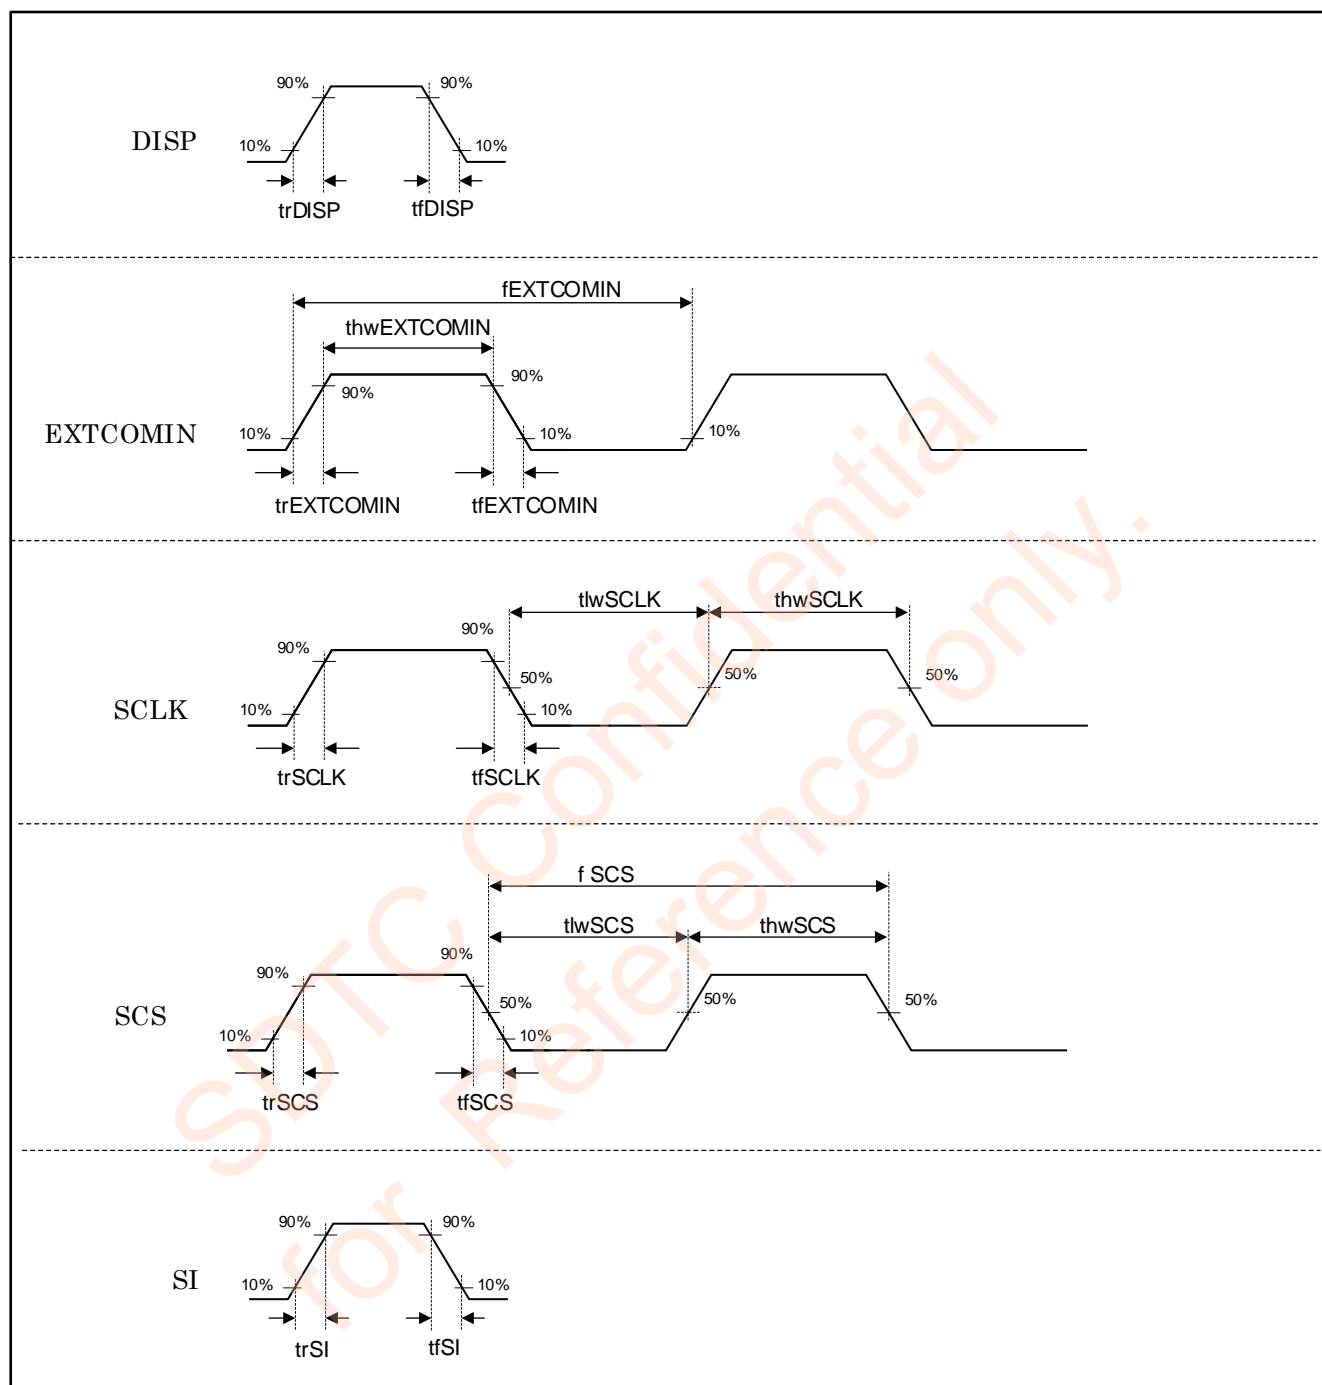 90%
90%
DISP
10%
10%
trDISP
tfDISP
fEXTCOMIN
thwEXTCOMIN
90%
90%
EXTCOMIN
10%
10%
10%
trEXTCOMIN
tfEXTCOMIN
tlwSCLK
thwSCLK
90%
90%
50%
50%
50%
SCLK
10%
10%
trSCLK
tfSCLK
f SCS
tlwSCS
thwSCS
90%
90%
50%
50%
50%
SCS
10%
10%
trSCS
tfSCS
90%
90%
SI
10%
10%
trSI
tfSI
SDTC Confidential
for Reference only.